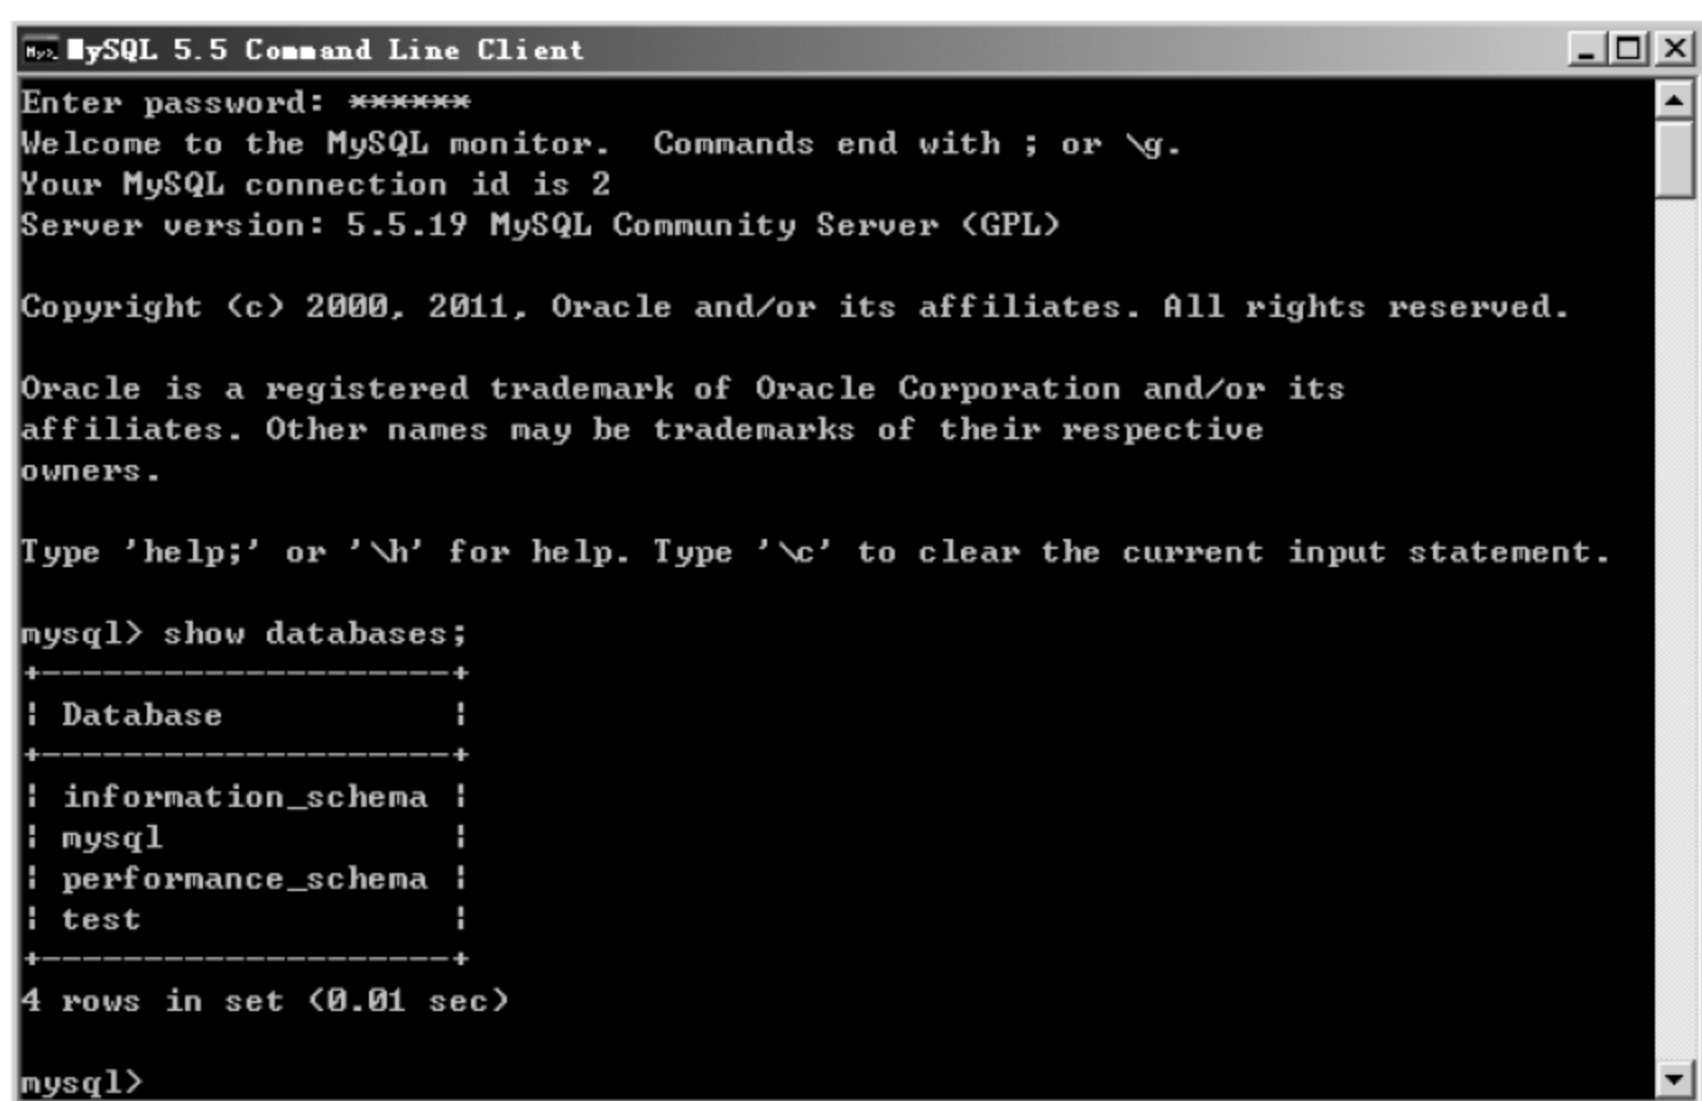 MySQL 5.5 Command Line Client
Enter password: ******
Welcome to the MySQL monitor.  Commands end with ; or \g.
Your MySQL connection id is 2
Server version: 5.5.19 MySQL Community Server (GPL)
Copyright (c) 2000, 2011, Oracle and/or its affiliates. All rights reserved.
Oracle is a registered trademark of Oracle Corporation and/or its
affiliates. Other names may be trademarks of their respective
owners.
Type 'help;' or '\h' for help. Type '\c' to clear the current input statement.
mysql> show databases;
+--------------------+
| Database           |
+--------------------+
| information_schema |
| mysql              |
| performance_schema |
| test               |
+--------------------+
4 rows in set (0.01 sec)
mysql>